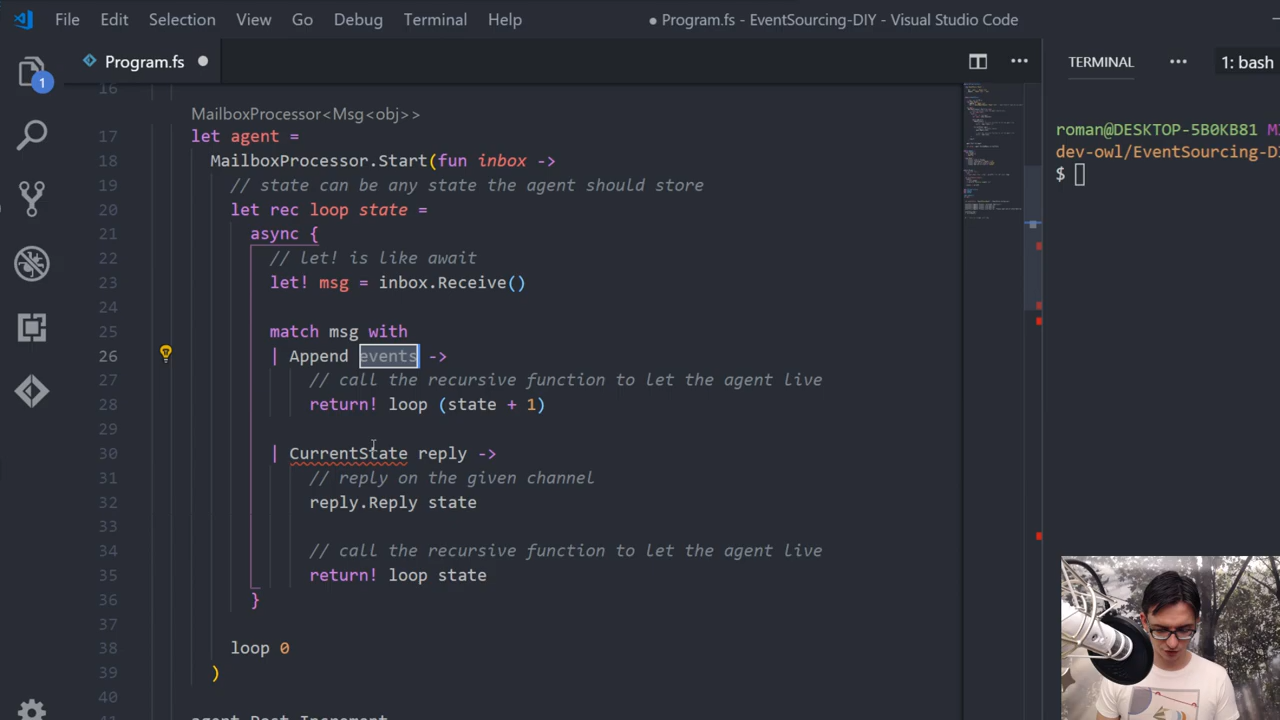 File Edit Selection View Go Debug Terminal Help ● Program.fs - EventSourcing-DIY - Visual Studio Code
1
Program.fs
TERMINAL ... 1: bash
16
MailboxProcessor<Msg<obj>>
17 let agent =
18 MailboxProcessor.Start(fun inbox ->
19 // state can be any state the agent should store
20 let rec loop state =
21 async {
22 // let! is like await
23 let! msg = inbox.Receive()
24
25 match msg with
26 | Append events ->
27 // call the recursive function to let the agent live
28 return! loop (state + 1)
29
30 | CurrentState reply ->
31 // reply on the given channel
32 reply.Reply state
33
34 // call the recursive function to let the agent live
35 return! loop state
36 }
37
38 loop 0
39 )
40
agent.Post Increment
roman@DESKTOP-5B0KB81
dev-owl/EventSourcing-D
$